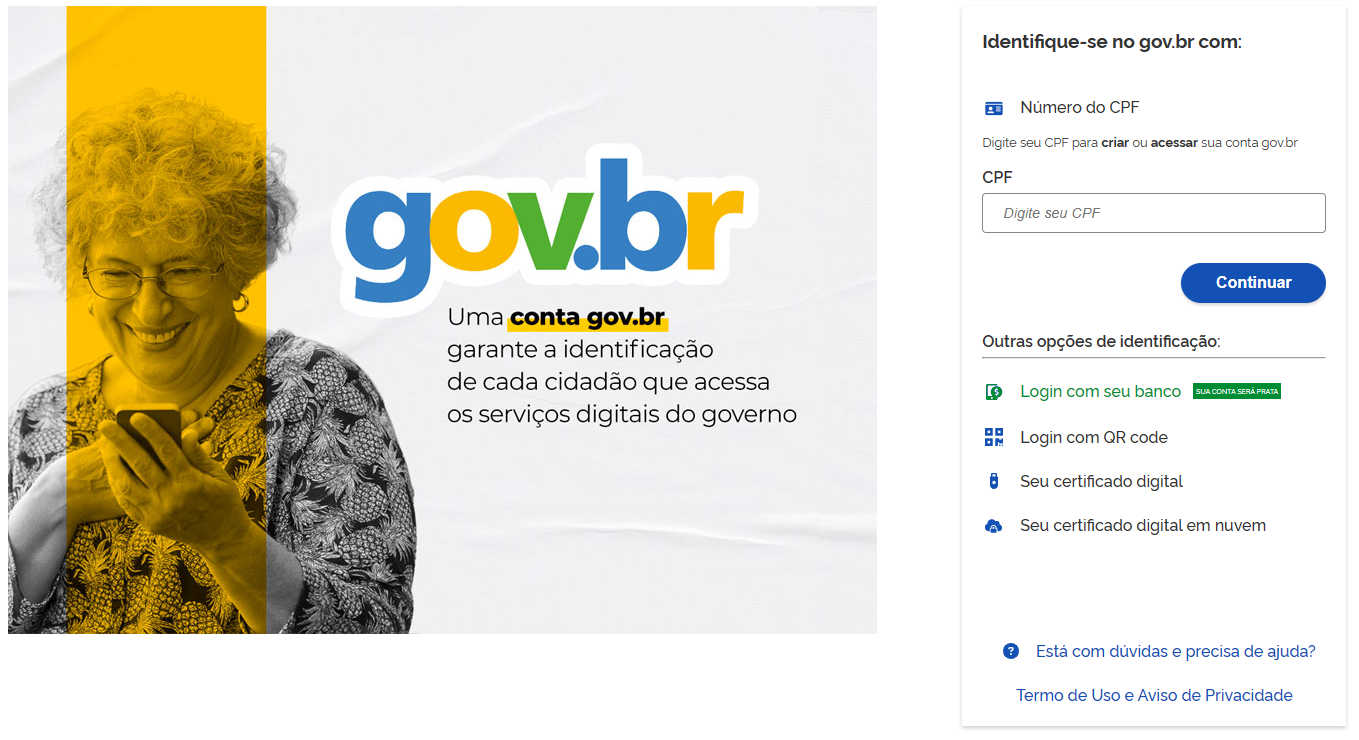 gov.br
Uma conta gov.br
garante a identificação
de cada cidadão que acessa
os serviços digitais do governo
Identifique-se no gov.br com:
Número do CPF
Digite seu CPF para criar ou acessar sua conta gov.br
CPF
Digite seu CPF
Continuar
Outras opções de identificação:
Login com seu banco SUA CONTA SERÁ PRATA
Login com QR code
Seu certificado digital
Seu certificado digital em nuvem
Está com dúvidas e precisa de ajuda?
Termo de Uso e Aviso de Privacidade